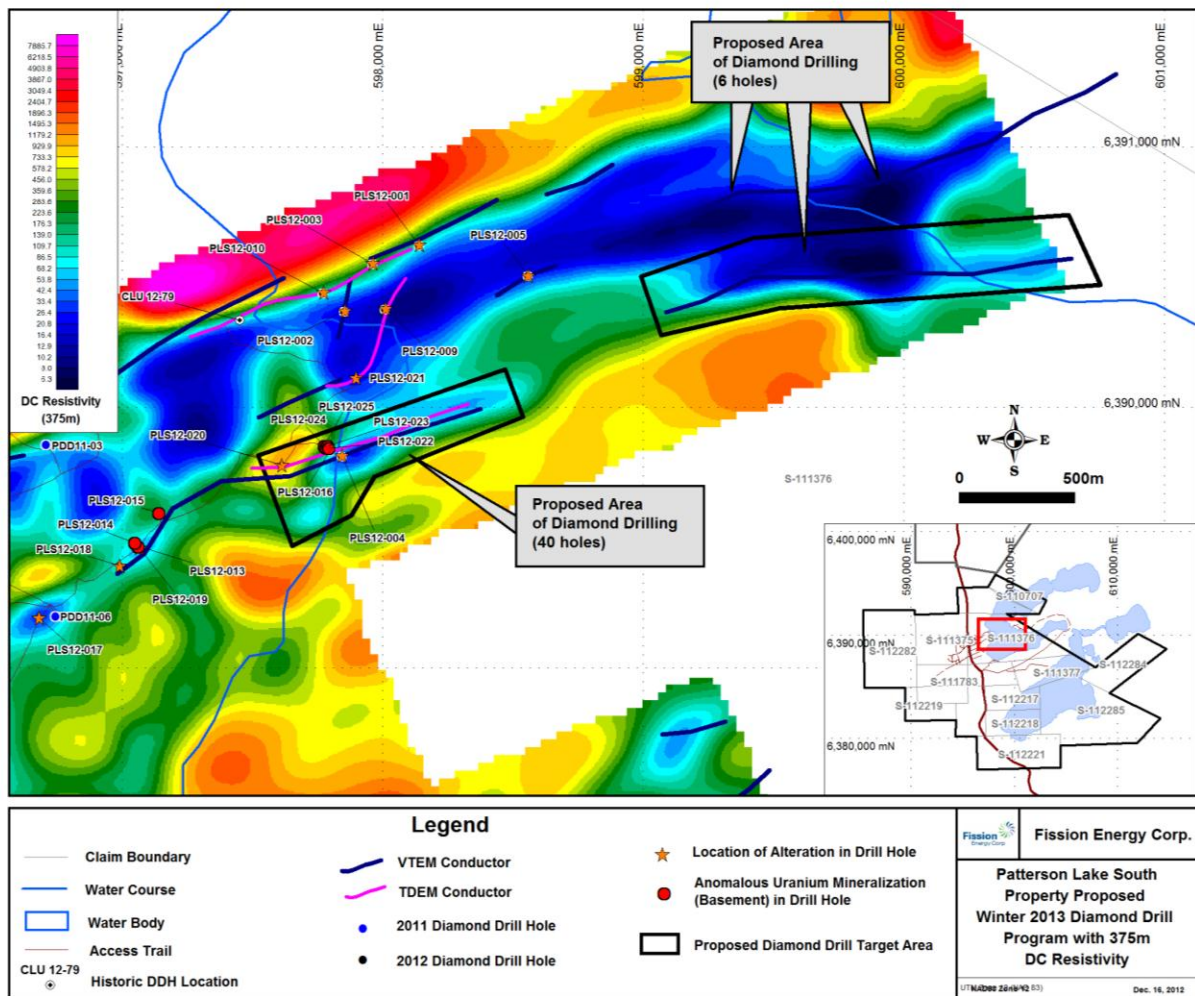 7885.7
6218.5
4903.8
3867.0
3049.4
2404.7
1896.3
1495.3
1179.2
929.9
733.3
578.2
456.0
359.6
283.6
223.6
176.3
139.0
109.7
86.5
68.2
53.8
42.4
33.4
26.4
20.8
16.4
12.9
10.2
8.0
6.3
DC Resistivity
(375m)
598,000 mE
599,000 mE
600,000 mE
601,000 mE
6,391,000 mN
6,390,000 mN
Proposed Area
of Diamond Drilling
(6 holes)
PLS12-001
PLS12-003
PLS12-005
PLS12-010
CLU 12-79
PLS12-002
PLS12-009
PLS12-021
PLS12-025
PLS12-024
PLS12-023
PLS12-020
PLS12-022
PDD11-03
PLS12-016
PLS12-015
PLS12-014
PLS12-004
PLS12-018
PLS12-013
PLS12-019
PDD11-06
PLS12-017
Proposed Area
of Diamond Drilling
(40 holes)
S-111376
N
W E
S
0 500m
6,400,000 mN
6,390,000 mN
6,380,000 mN
590,000 mE
600,000 mE
610,000 mE
S-110707
S-111375
S-111376
S-112282
S-111377
S-112284
S-111783
S-112217
S-112219
S-112285
S-112218
S-112221
Legend
Claim Boundary
Water Course
Water Body
Access Trail
CLU 12-79
Historic DDH Location
VTEM Conductor
TDEM Conductor
2011 Diamond Drill Hole
2012 Diamond Drill Hole
Location of Alteration in Drill Hole
Anomalous Uranium Mineralization
(Basement) in Drill Hole
Proposed Diamond Drill Target Area
Fission
Energy Corp
Fission Energy Corp.
Patterson Lake South
Property Proposed
Winter 2013 Diamond Drill
Program with 375m
DC Resistivity
Dec. 16, 2012